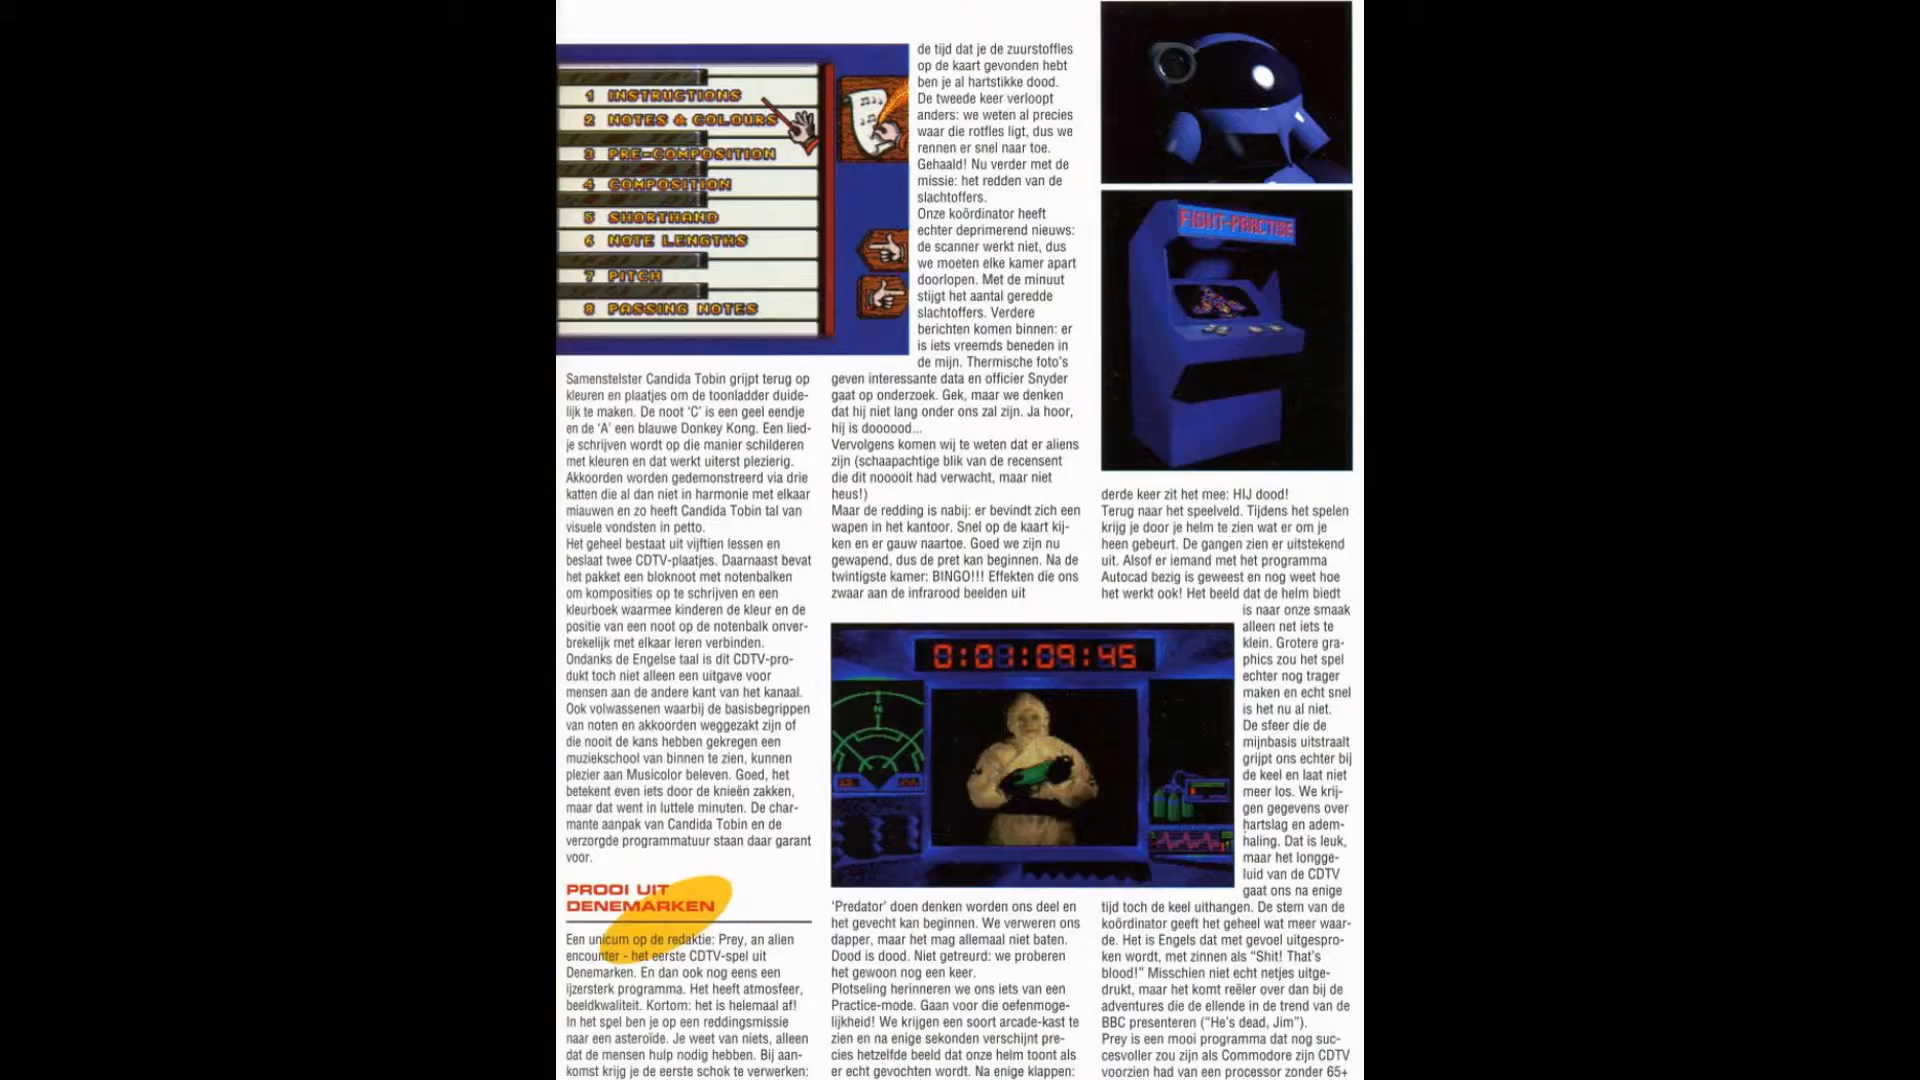 1 INSTRUCTIONS
2 NOTES & COLOURS
3 PRE-COMPOSITION
4 COMPOSITION
5 SHORTHAND
6 NOTE LENGTHS
7 PITCH
8 PASSING NOTES
Samenstelster Candida Tobin grijpt terug op
kleuren en plaatjes om de toonladder duide-
lijk te maken. De noot ‘C’ is een geel eendje
en de ‘A’ een blauwe Donkey Kong. Een lied-
je schrijven wordt op die manier schilderen
met kleuren en dat werkt uiterst plezierig.
Akkoorden worden gedemonstreerd via drie
katten die al dan niet in harmonie met elkaar
miauwen en zo heeft Candida Tobin tal van
visuele vondsten in petto.
Het geheel bestaat uit vijftien lessen en
beslaat twee CDTV-plaatjes. Daarnaast bevat
het pakket een bloknoot met notenbalken
om komposities op te schrijven en een
kleurboek waarmee kinderen de kleur en de
positie van een noot op de notenbalk onver-
brekelijk met elkaar leren verbinden.
Ondanks de Engelse taal is dit CDTV-pro-
dukt toch niet alleen een uitgave voor
mensen aan de andere kant van het kanaal.
Ook volwassenen waarbij de basisbegrippen
van noten en akkoorden weggezakt zijn of
die nooit de kans hebben gekregen een
muziekschool van binnen te zien, kunnen
plezier aan Musicolor beleven. Goed, het
betekent even iets door de knieën zakken,
maar dat went in luttele minuten. De char-
mante aanpak van Candida Tobin en de
verzorgde programmatuur staan daar garant
voor.
PROOI UIT
DENEMARKEN
Een unicum op de redaktie: Prey, an alien
encounter - het eerste CDTV-spel uit
Denemarken. En dan ook nog eens een
ijzersterk programma. Het heeft atmosfeer,
beeldkwaliteit. Kortom: het is helemaal af!
In het spel ben je op een reddingsmissie
naar een asteroïde. Je weet van niets, alleen
dat de mensen hulp nodig hebben. Bij aan-
komst krijg je de eerste schok te verwerken:
de tijd dat je de zuurstoffles
op de kaart gevonden hebt
ben je al hartstikke dood.
De tweede keer verloopt
anders: we weten al precies
waar die rotfles ligt, dus we
rennen er snel naar toe.
Gehaald! Nu verder met de
missie: het redden van de
slachtoffers.
Onze koördinator heeft
echter deprimerend nieuws:
de scanner werkt niet, dus
we moeten elke kamer apart
doorlopen. Met de minuut
stijgt het aantal geredde
slachtoffers. Verdere
berichten komen binnen: er
is iets vreemds beneden in
de mijn. Thermische foto’s
geven interessante data en officier Snyder
gaat op onderzoek. Gek, maar we denken
dat hij niet lang onder ons zal zijn. Ja hoor,
hij is doooood...
Vervolgens komen wij te weten dat er aliens
zijn (schaapachtige blik van de recensent
die dit nooooit had verwacht, maar niet
heus!)
Maar de redding is nabij: er bevindt zich een
wapen in het kantoor. Snel op de kaart kij-
ken en er gauw naartoe. Goed we zijn nu
gewapend, dus de pret kan beginnen. Na de
twintigste kamer: BINGO!!! Effekten die ons
zwaar aan de infrarood beelden uit
0:01:09:45
N
‘Predator’ doen denken worden ons deel en
het gevecht kan beginnen. We verweren ons
dapper, maar het mag allemaal niet baten.
Dood is dood. Niet getreurd: we proberen
het gewoon nog een keer.
Plotseling herinneren we ons iets van een
Practice-mode. Gaan voor die oefenmoge-
lijkheid! We krijgen een soort arcade-kast te
zien en na enige sekonden verschijnt pre-
cies hetzelfde beeld dat onze helm toont als
er echt gevochten wordt. Na enige klappen:
FIGHT-PRACTISE
derde keer zit het mee: HIJ dood!
Terug naar het speelveld. Tijdens het spelen
krijg je door je helm te zien wat er om je
heen gebeurt. De gangen zien er uitstekend
uit. Alsof er iemand met het programma
Autocad bezig is geweest en nog weet hoe
het werkt ook! Het beeld dat de helm biedt
is naar onze smaak
alleen net iets te
klein. Grotere gra-
phics zou het spel
echter nog trager
maken en echt snel
is het nu al niet.
De sfeer die de
mijnbasis uitstraalt
grijpt ons echter bij
de keel en laat niet
meer los. We krij-
gen gegevens over
hartslag en adem-
haling. Dat is leuk,
maar het longge-
luid van de CDTV
gaat ons na enige
tijd toch de keel uithangen. De stem van de
koördinator geeft het geheel wat meer waar-
de. Het is Engels dat met gevoel uitgespro-
ken wordt, met zinnen als “Shit! That’s
blood!” Misschien niet echt netjes uitge-
drukt, maar het komt reëler over dan bij de
adventures die de ellende in de trend van de
BBC presenteren (“He’s dead, Jim”).
Prey is een mooi programma dat nog suc-
cesvoller zou zijn als Commodore zijn CDTV
voorzien had van een processor zonder 65+